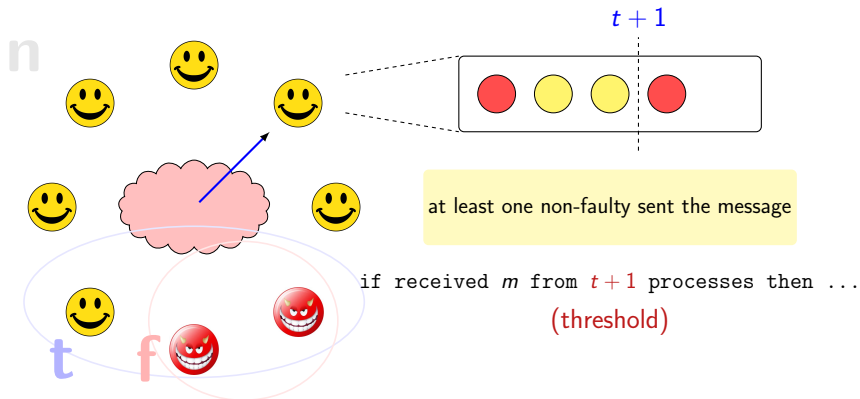 t + 1
n
at least one non-faulty sent the message
if received m from t + 1 processes then ...
(threshold)
t
f